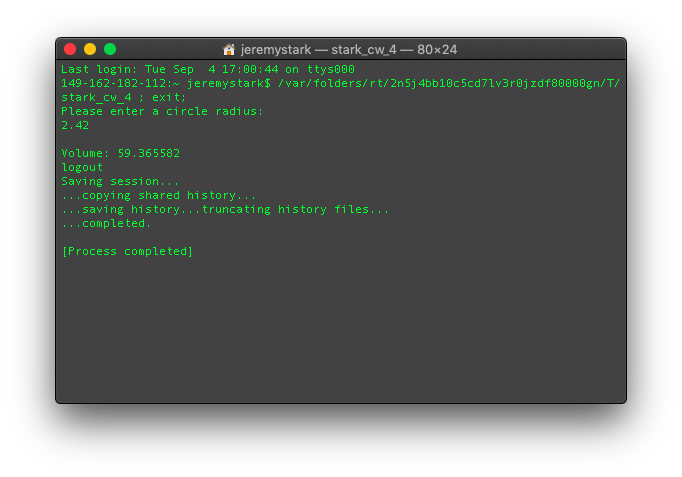 jeremystark — stark_cw_4 — 80×24
Last login: Tue Sep  4 17:00:44 on ttys000
149-162-182-112:~ jeremystark$ /var/folders/rt/2n5j4bb10c5cd7lv3r0jzdf80000gn/T/
stark_cw_4 ; exit;
Please enter a circle radius:
2.42
Volume: 59.365582
logout
Saving session...
...copying shared history...
...saving history...truncating history files...
...completed.
[Process completed]